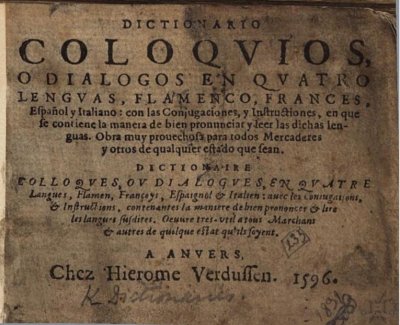 DICTIONARIO
COLOQVIOS,
O DIALOGOS EN QVATRO
LENGVAS, FLAMENCO, FRANCES,
Español y Italiano: con las Conjugaciones, y Instructiones, en que
se contiene la manera de bien pronunciar y leer las dichas len-
guas. Obra muy prouechosa para todos Mercaderes
y otros de qualquier estado que sean.
DICTIONAIRE
COLLOQVES, OV DIALOGVES, EN QVATRE
Langues, Flamen, Françoys, Espaignol & Italien: auec les Coniugations,
& Instructions, contenantes la maniere de bien prononcer & lire
les langues susdites. Oeuure tres-vtil a tous Marchans
& autres de quelque estat qu'ils soyent.
A ANVERS,
Chez Hierome Verdussen. 1596.